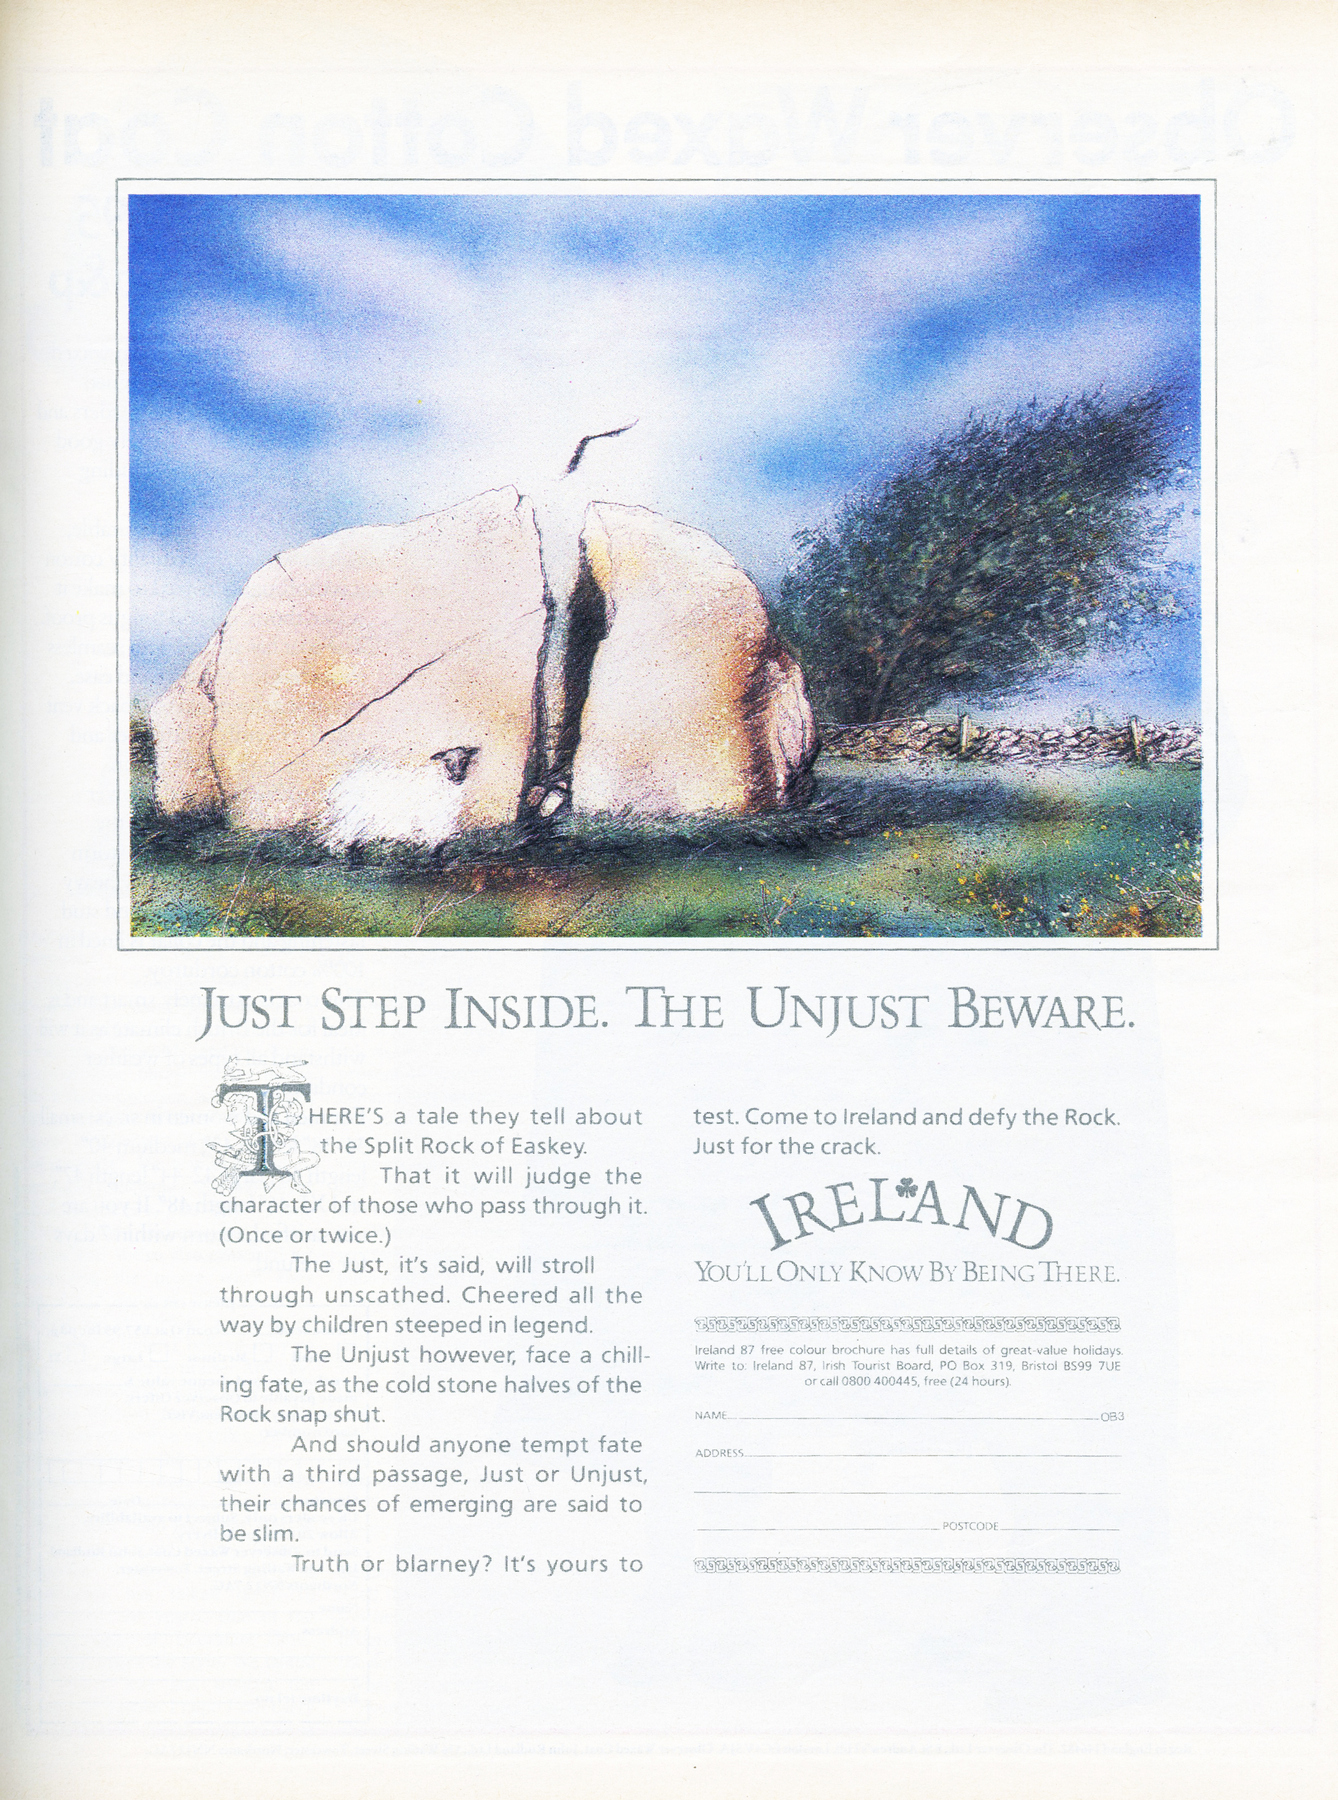 JUST STEP INSIDE. THE UNJUST BEWARE.
THERE'S a tale they tell about
the Split Rock of Easkey.
That it will judge the
character of those who pass through it.
(Once or twice.)
The Just, it's said, will stroll
through unscathed. Cheered all the
way by children steeped in legend.
The Unjust however, face a chill-
ing fate, as the cold stone halves of the
Rock snap shut.
And should anyone tempt fate
with a third passage, Just or Unjust,
their chances of emerging are said to
be slim.
Truth or blarney? It's yours to
test. Come to Ireland and defy the Rock.
Just for the crack.
IRELAND
YOU'LL ONLY KNOW BY BEING THERE.
Ireland 87 free colour brochure has full details of great-value holidays.
Write to: Ireland 87, Irish Tourist Board, PO Box 319, Bristol BS99 7UE
or call 0800 400445, free (24 hours).
NAME OB3
ADDRESS
POSTCODE
Observer Waxed Cotton Coat